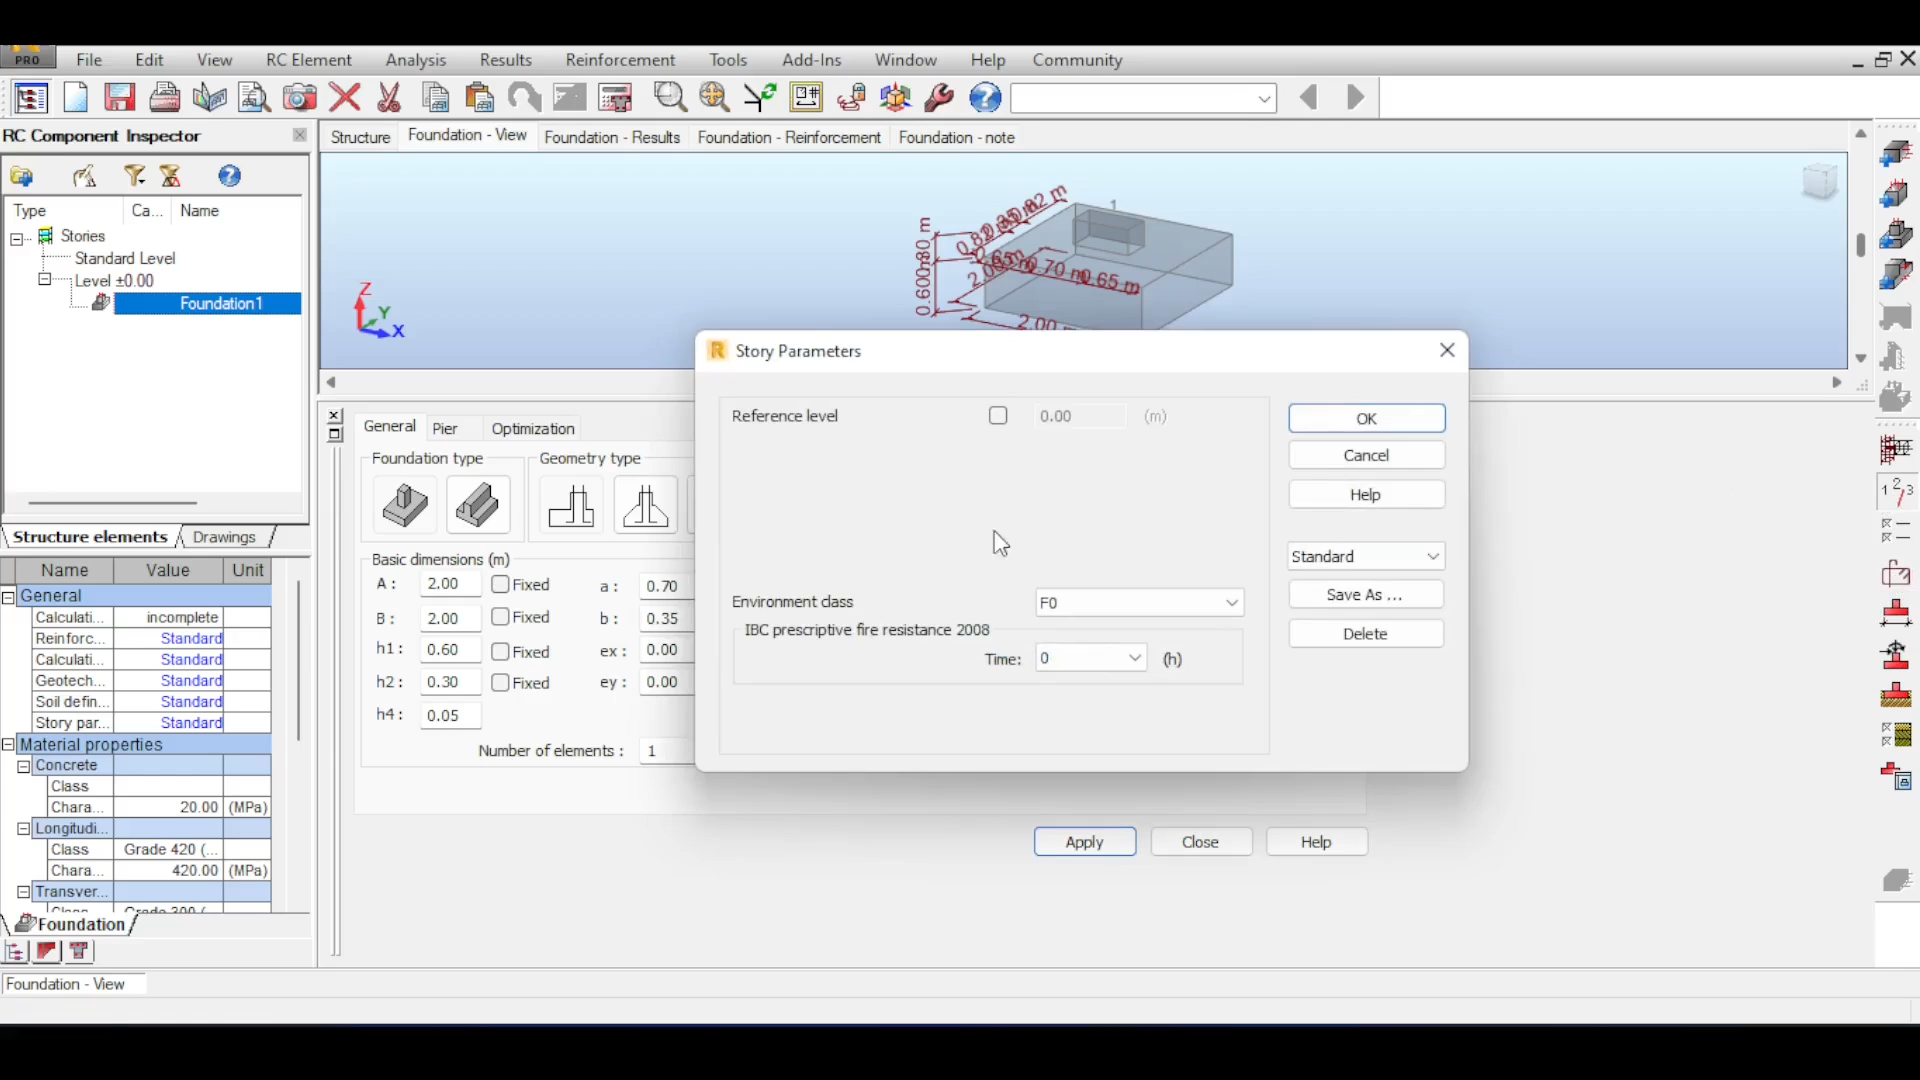 PRO
File Edit View RC Element Analysis Results Reinforcement Tools Add-Ins Window Help Community
RC Component Inspector
Structure Foundation - View Foundation - Results Foundation - Reinforcement Foundation - note
Type Ca... Name
Stories
Standard Level
Level ±0.00
Foundation1
1
0.70 m
0.65 m
Z
Y
X
Story Parameters
Reference level 0.00 (m)
OK
Cancel
Help
Standard
Save As ...
Delete
Environment class F0
IBC prescriptive fire resistance 2008
Time: 0 (h)
General Pier Optimization
Foundation type Geometry type
Basic dimensions (m)
A : 2.00 Fixed a : 0.70
B : 2.00 Fixed b : 0.35
h1 : 0.60 Fixed ex : 0.00
h2 : 0.30 Fixed ey : 0.00
h4 : 0.05
Number of elements : 1
Apply Close Help
Structure elements Drawings
Name Value Unit
General
Calculati... incomplete
Reinforc... Standard
Calculati... Standard
Geotech... Standard
Soil defin... Standard
Story par... Standard
Material properties
Concrete
Class
Chara... 20.00 (MPa)
Longitudi...
Class Grade 420 (...
Chara... 420.00 (MPa)
Transver...
Foundation
Foundation - View